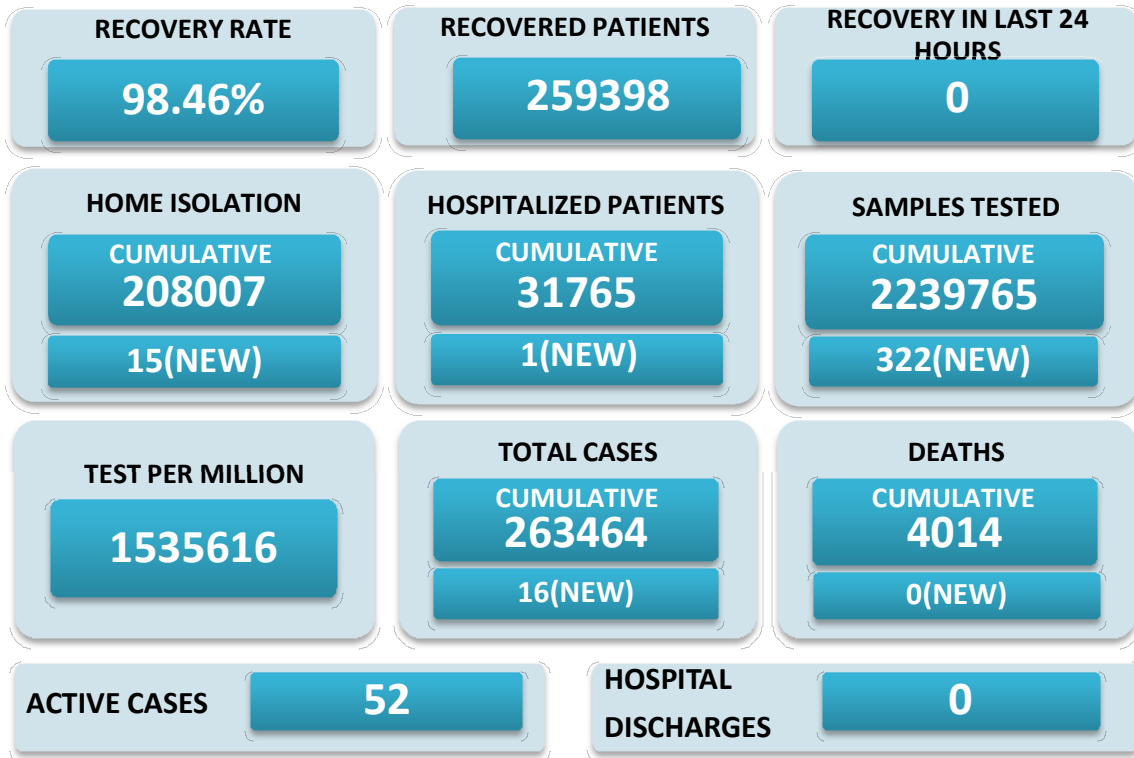 RECOVERY RATE
98.46%
RECOVERED PATIENTS
259398
RECOVERY IN LAST 24
HOURS
0
HOME ISOLATION
CUMULATIVE
208007
15(NEW)
HOSPITALIZED PATIENTS
CUMULATIVE
31765
1(NEW)
SAMPLES TESTED
CUMULATIVE
2239765
322(NEW)
TEST PER MILLION
1535616
TOTAL CASES
CUMULATIVE
263464
16(NEW)
DEATHS
CUMULATIVE
4014
0(NEW)
ACTIVE CASES
52
HOSPITAL
DISCHARGES
0